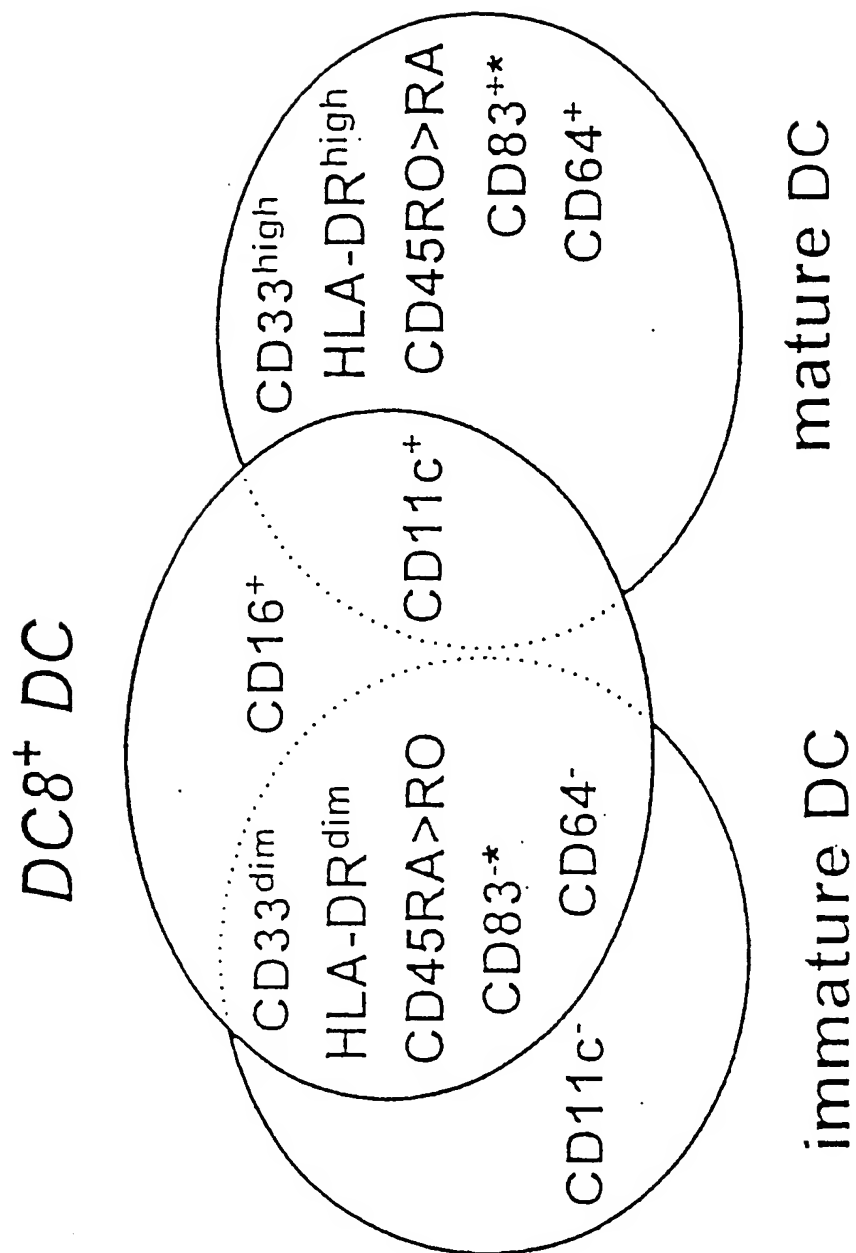 DC8⁺ DC
CD16⁺
CD33ᵈⁱᵐ
HLA-DRᵈⁱᵐ
CD45RA>RO
CD83⁻*
CD64⁻
CD11c⁻
CD11c⁺
CD33ʰⁱᵍʰ
HLA-DRʰⁱᵍʰ
CD45RO>RA
CD83⁺*
CD64⁺
immature DC
mature DC